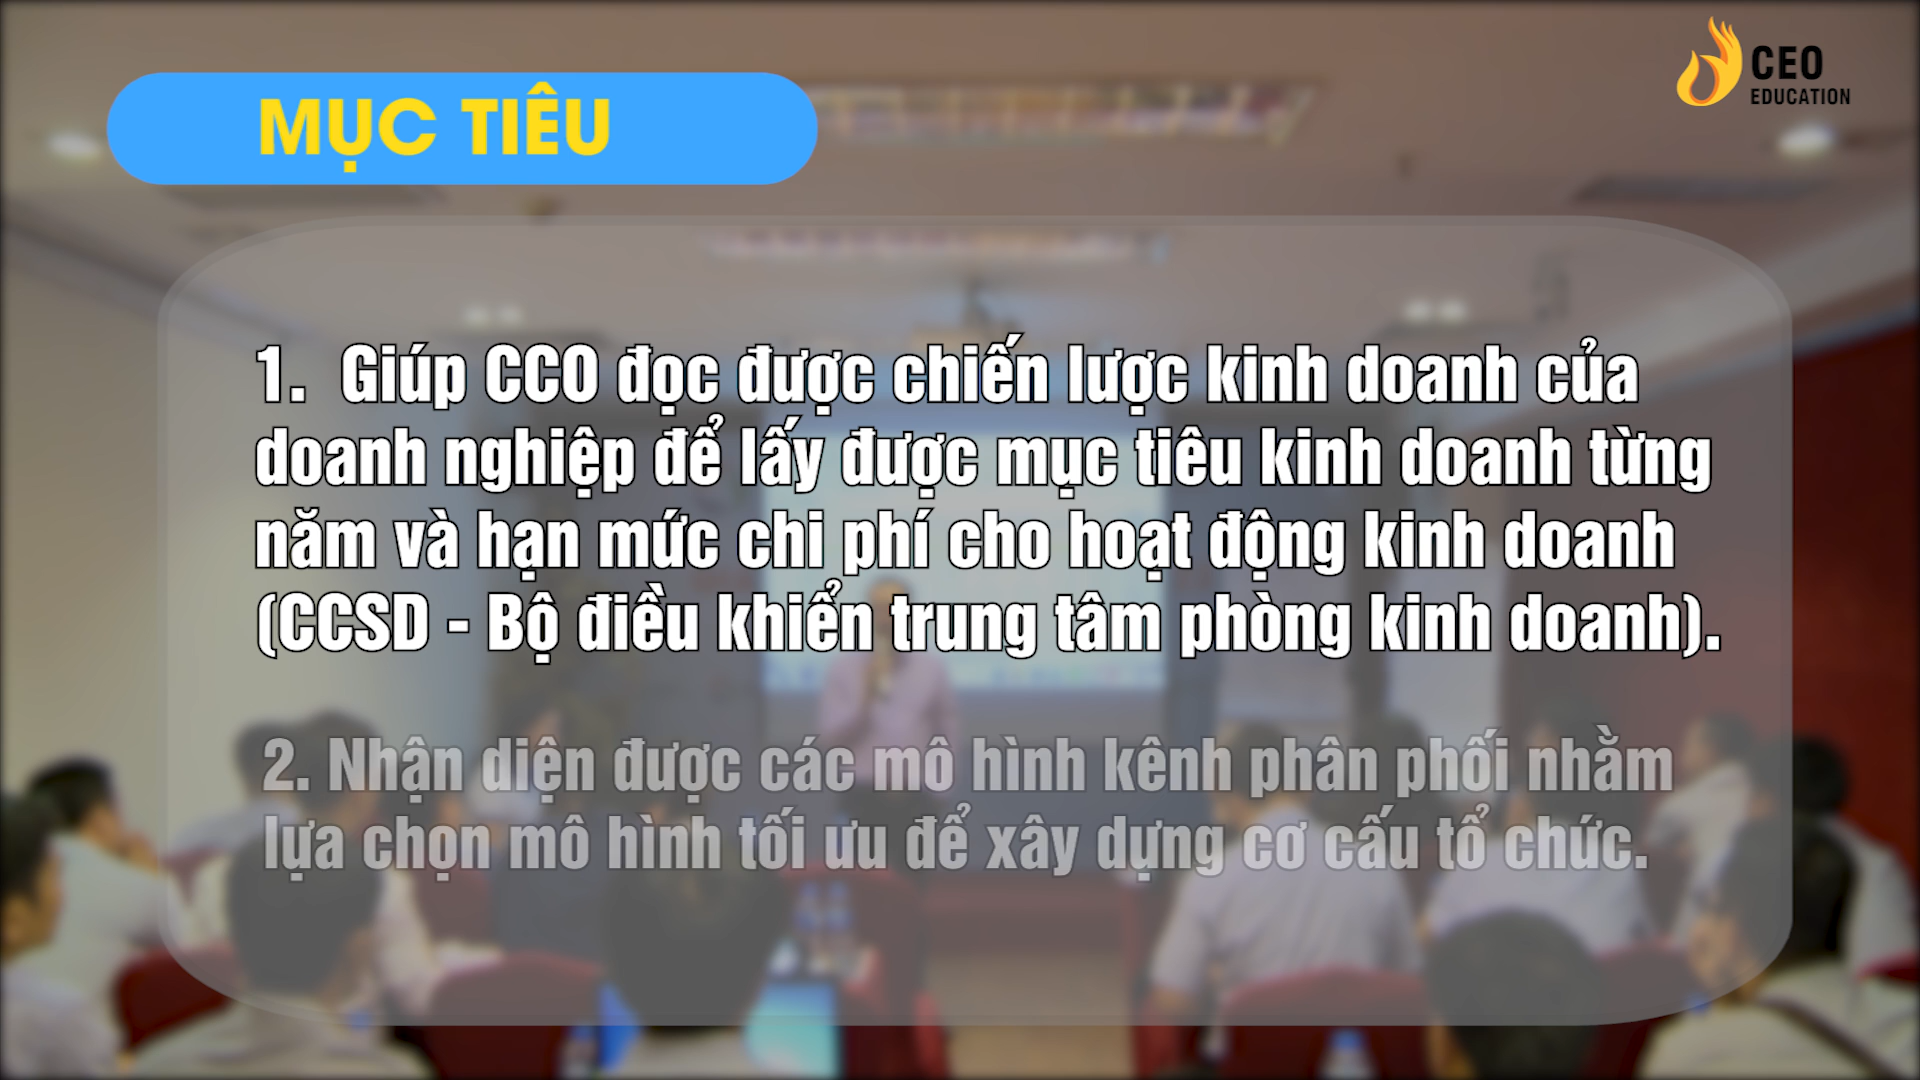 CEO
EDUCATION
MỤC TIÊU
1. Giúp CCO đọc được chiến lược kinh doanh của
doanh nghiệp để lấy được mục tiêu kinh doanh từng
năm và hạn mức chi phí cho hoạt động kinh doanh
(CCSD - Bộ điều khiển trung tâm phòng kinh doanh).
2. Nhận diện được các mô hình kênh phân phối nhằm
lựa chọn mô hình tối ưu để xây dựng cơ cấu tổ chức.